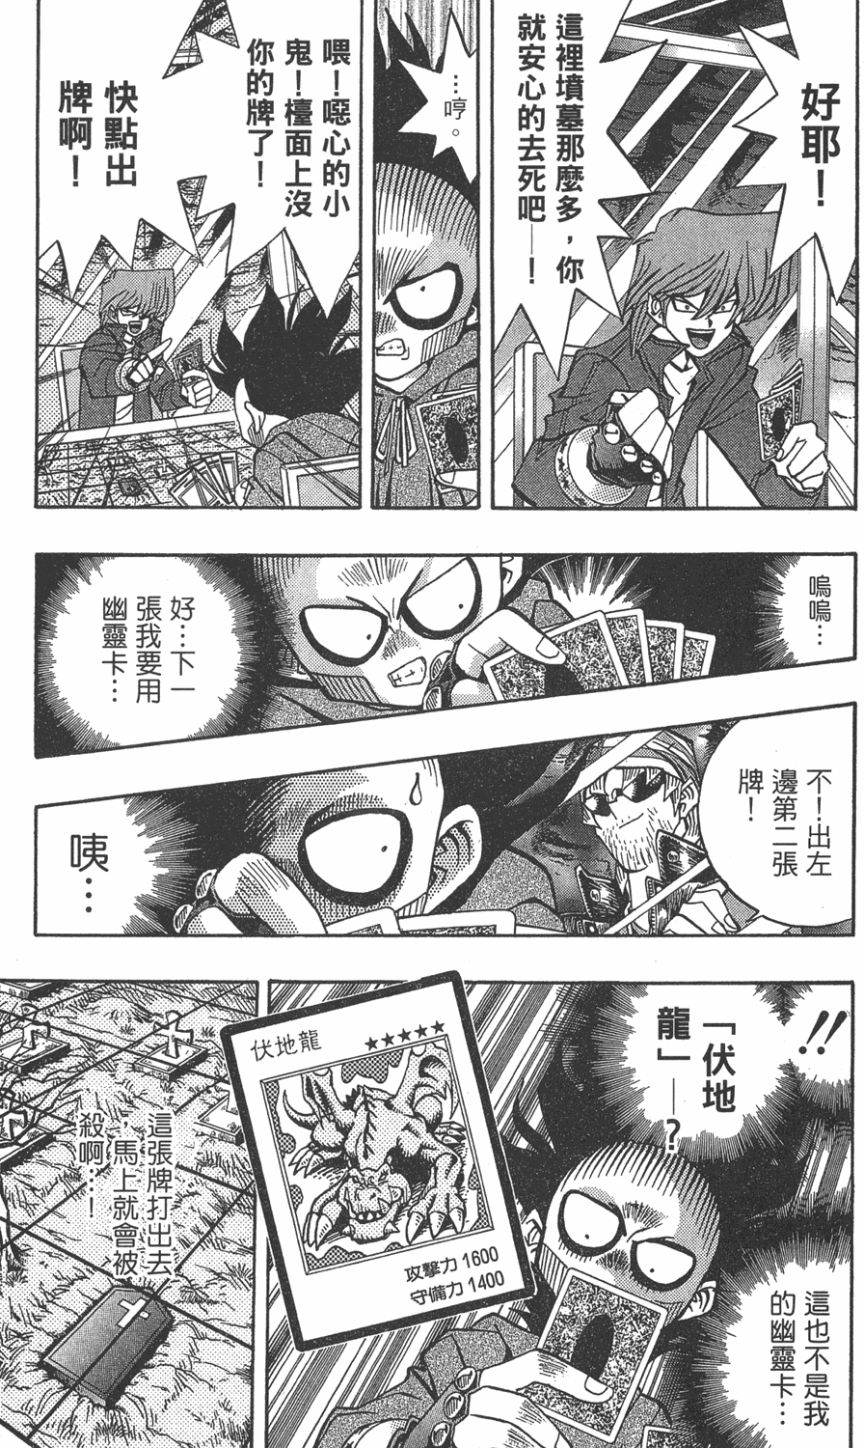 好耶！
這裡墳墓那麼多，你
就安心的去死吧──！
…哼。
喂！噁心的小
鬼！檯面上沒
你的牌了！
快點出
牌啊！
嗚嗚…
好…下一
張我要用
幽靈卡…
不！出左
邊第二張
牌！
咦…
!!
「伏地
龍」──？
伏地龍
★★★★★
攻擊力 1600
守備力 1400
這也不是我
的幽靈卡…
這張牌打出去
，馬上就會被
殺啊……！